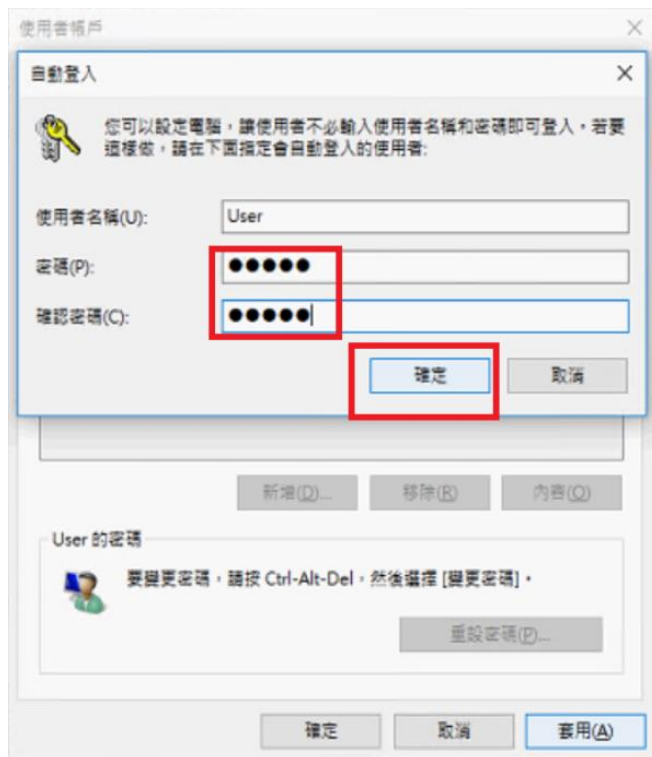 使用者帳戶
自動登入
您可以設定電腦,讓使用者不必輸入使用者名稱和密碼即可登入。若要
這樣做,請在下面指定會自動登入的使用者:
使用者名稱(U):
User
密碼(P):
●●●●●
確認密碼(C):
●●●●●
確定
取消
新增(D)...
移除(R)
內容(O)
User 的密碼
要變更密碼,請按 Ctrl-Alt-Del,然後選擇 [變更密碼]。
重設密碼(P)...
確定
取消
套用(A)